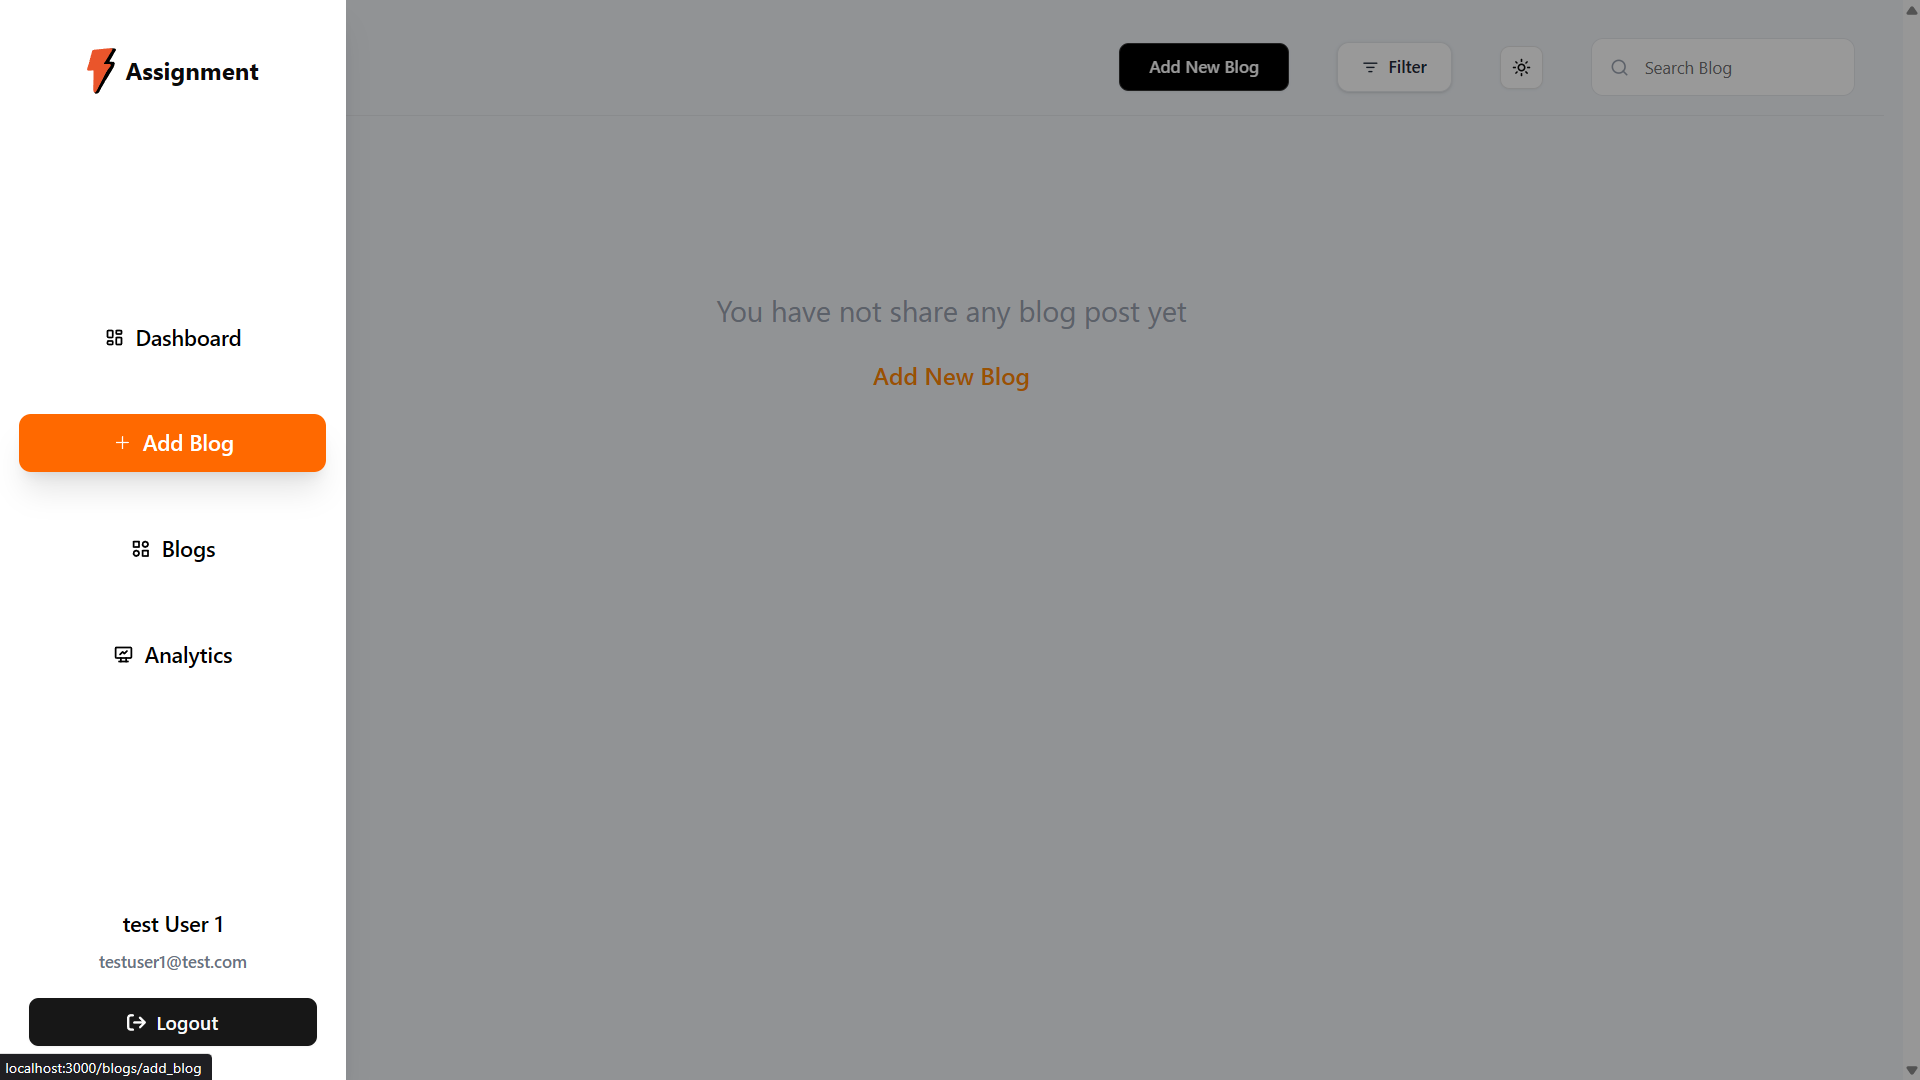 Assignment
Dashboard
Add Blog
Blogs
Analytics
test User 1
testuser1@test.com
Logout
localhost:3000/blogs/add_blog
Add New Blog
Filter
Search Blog
You have not share any blog post yet
Add New Blog